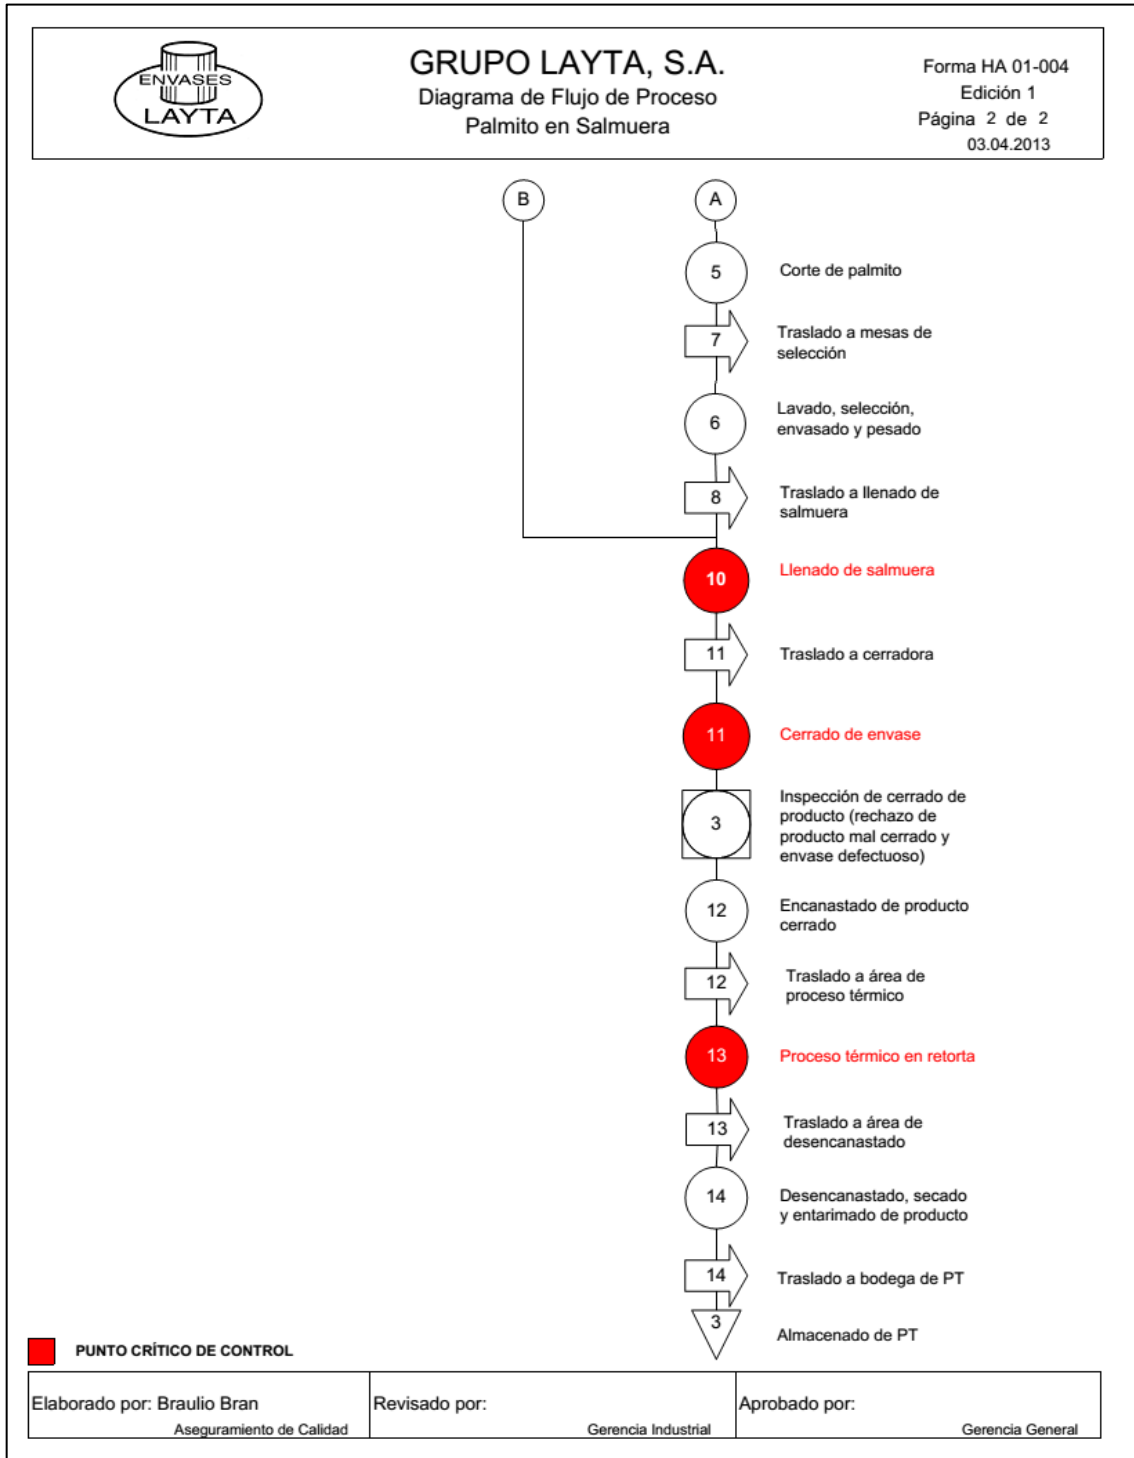 ENVASES
LAYTA
GRUPO LAYTA, S.A.
Diagrama de Flujo de Proceso
Palmito en Salmuera
Forma HA 01-004
Edición 1
Página 2 de 2
03.04.2013
B
A
5
Corte de palmito
7
Traslado a mesas de
selección
6
Lavado, selección,
envasado y pesado
8
Traslado a llenado de
salmuera
10
Llenado de salmuera
11
Traslado a cerradora
11
Cerrado de envase
3
Inspección de cerrado de
producto (rechazo de
producto mal cerrado y
envase defectuoso)
12
Encanastado de producto
cerrado
12
Traslado a área de
proceso térmico
13
Proceso térmico en retorta
13
Traslado a área de
desencanastado
14
Desencanastado, secado
y entarimado de producto
14
Traslado a bodega de PT
3
Almacenado de PT
PUNTO CRÍTICO DE CONTROL
Elaborado por: Braulio Bran
Aseguramiento de Calidad
Revisado por:
Gerencia Industrial
Aprobado por:
Gerencia General